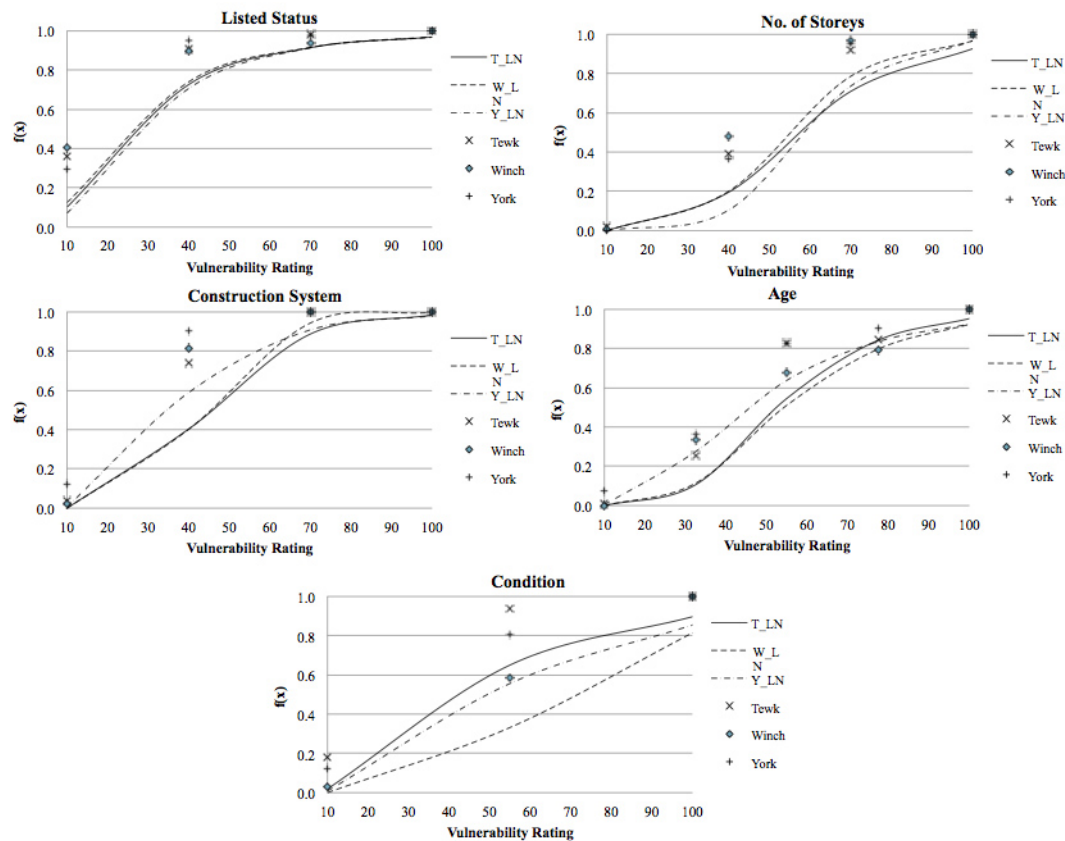 Listed Status
1.0
0.8
0.6
0.4
0.2
0.0
f(x)
10 20 30 40 50 60 70 80 90 100
Vulnerability Rating
T_LN
W_L
N
Y_LN
Tewk
Winch
York
No. of Storeys
1.0
0.8
0.6
0.4
0.2
0.0
f(x)
10 20 30 40 50 60 70 80 90 100
Vulnerability Rating
T_LN
W_L
N
Y_LN
Tewk
Winch
York
Construction System
1.0
0.8
0.6
0.4
0.2
0.0
f(x)
10 20 30 40 50 60 70 80 90 100
Vulnerability Rating
T_LN
W_L
N
Y_LN
Tewk
Winch
York
Age
1.0
0.8
0.6
0.4
0.2
0.0
f(x)
10 20 30 40 50 60 70 80 90 100
Vulnerability Rating
T_LN
W_L
N
Y_LN
Tewk
Winch
York
Condition
1.0
0.8
0.6
0.4
0.2
0.0
f(x)
10 20 30 40 50 60 70 80 90 100
Vulnerability Rating
T_LN
W_L
N
Y_LN
Tewk
Winch
York